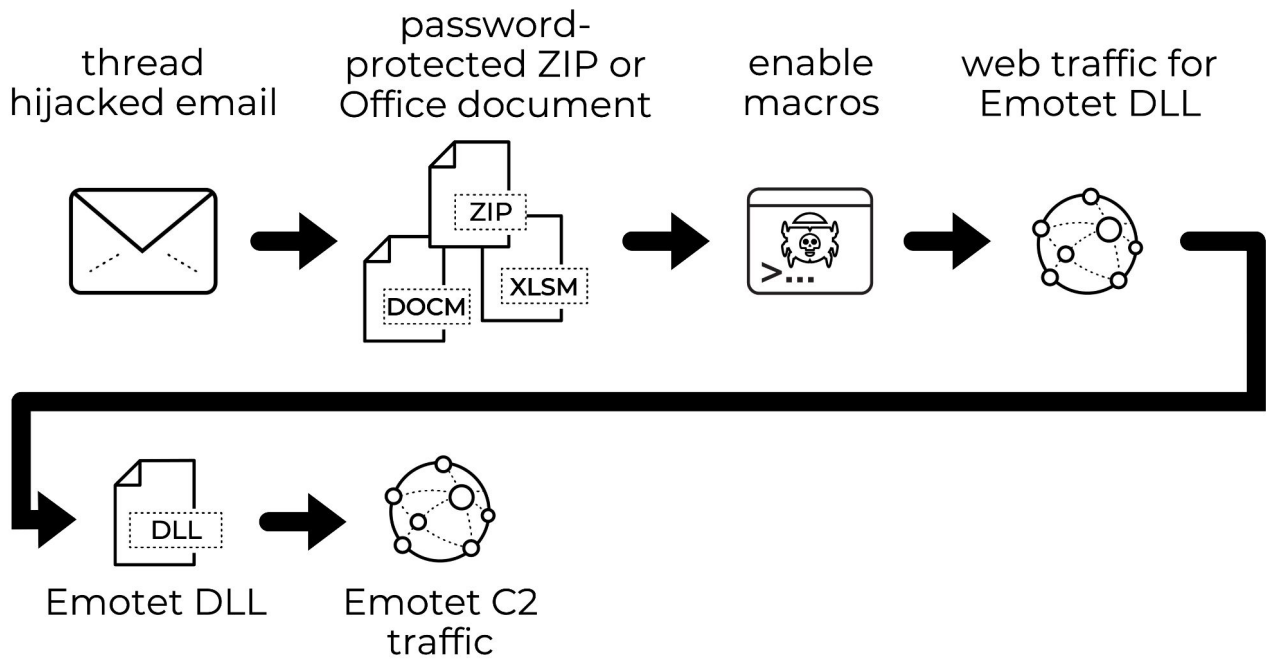 thread
hijacked email
password-
protected ZIP or
Office document
enable
macros
web traffic for
Emotet DLL
ZIP
DOCM
XLSM
>...
DLL
Emotet DLL
Emotet C2
traffic